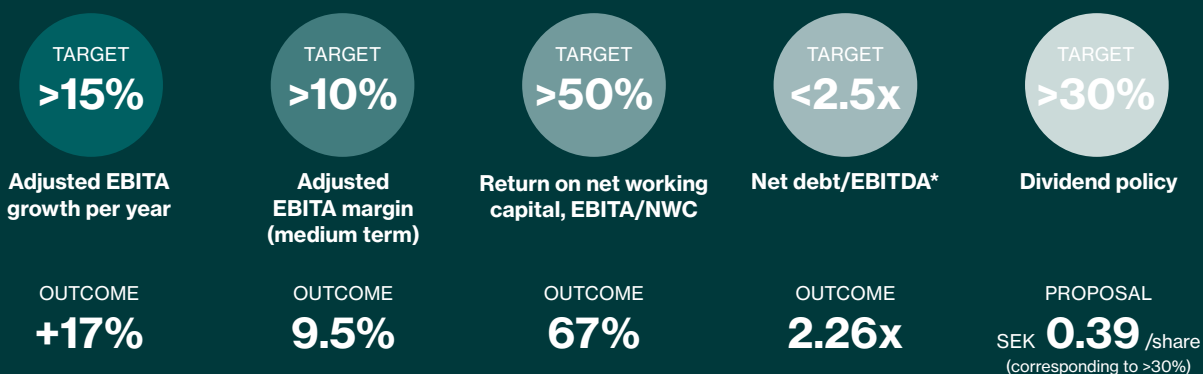 TARGET
>15%
Adjusted EBITA
growth per year
OUTCOME
+17%
TARGET
>10%
Adjusted
EBITA margin
(medium term)
OUTCOME
9.5%
TARGET
>50%
Return on net working
capital, EBITA/NWC
OUTCOME
67%
TARGET
<2.5x
Net debt/EBITDA*
OUTCOME
2.26x
TARGET
>30%
Dividend policy
PROPOSAL
SEK 0.39 /share
(corresponding to >30%)